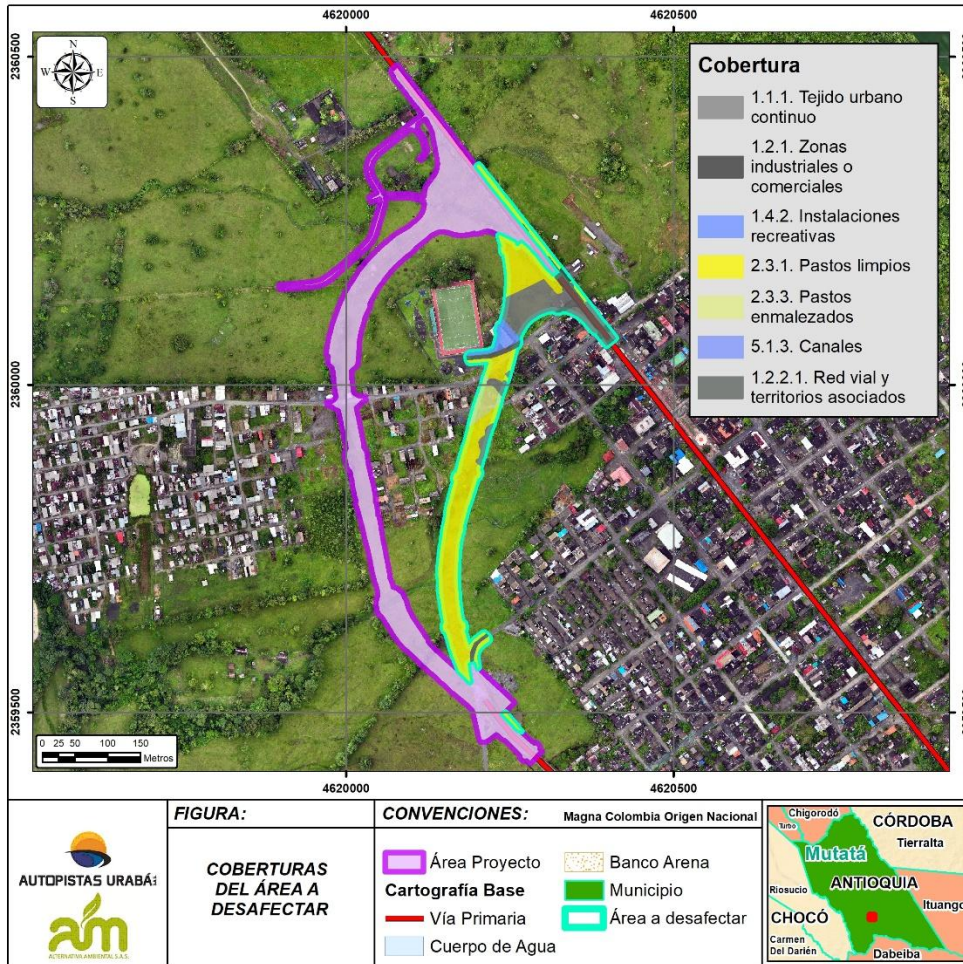 4620000
4620500
2360500
N
W
E
S
Cobertura
1.1.1. Tejido urbano
continuo
1.2.1. Zonas
industriales o
comerciales
1.4.2. Instalaciones
recreativas
2.3.1. Pastos limpios
2.3.3. Pastos
enmalezados
5.1.3. Canales
1.2.2.1. Red vial y
territorios asociados
2360000
2359500
0 25 50 100 150
Metros
4620000
4620500
FIGURA:
COBERTURAS
DEL ÁREA A
DESAFECTAR
CONVENCIONES:
Magna Colombia Origen Nacional
Área Proyecto
Cartografía Base
Vía Primaria
Cuerpo de Agua
Banco Arena
Municipio
Área a desafectar
AUTOPISTAS URABÁ
am
ALTERNATIVA AMBIENTAL S.A.S.
Chigorodó
CÓRDOBA
Turbo
Tierralta
Mutatá
ANTIOQUIA
Riosucio
Ituango
CHOCÓ
Carmen
Del Darién
Dabeiba